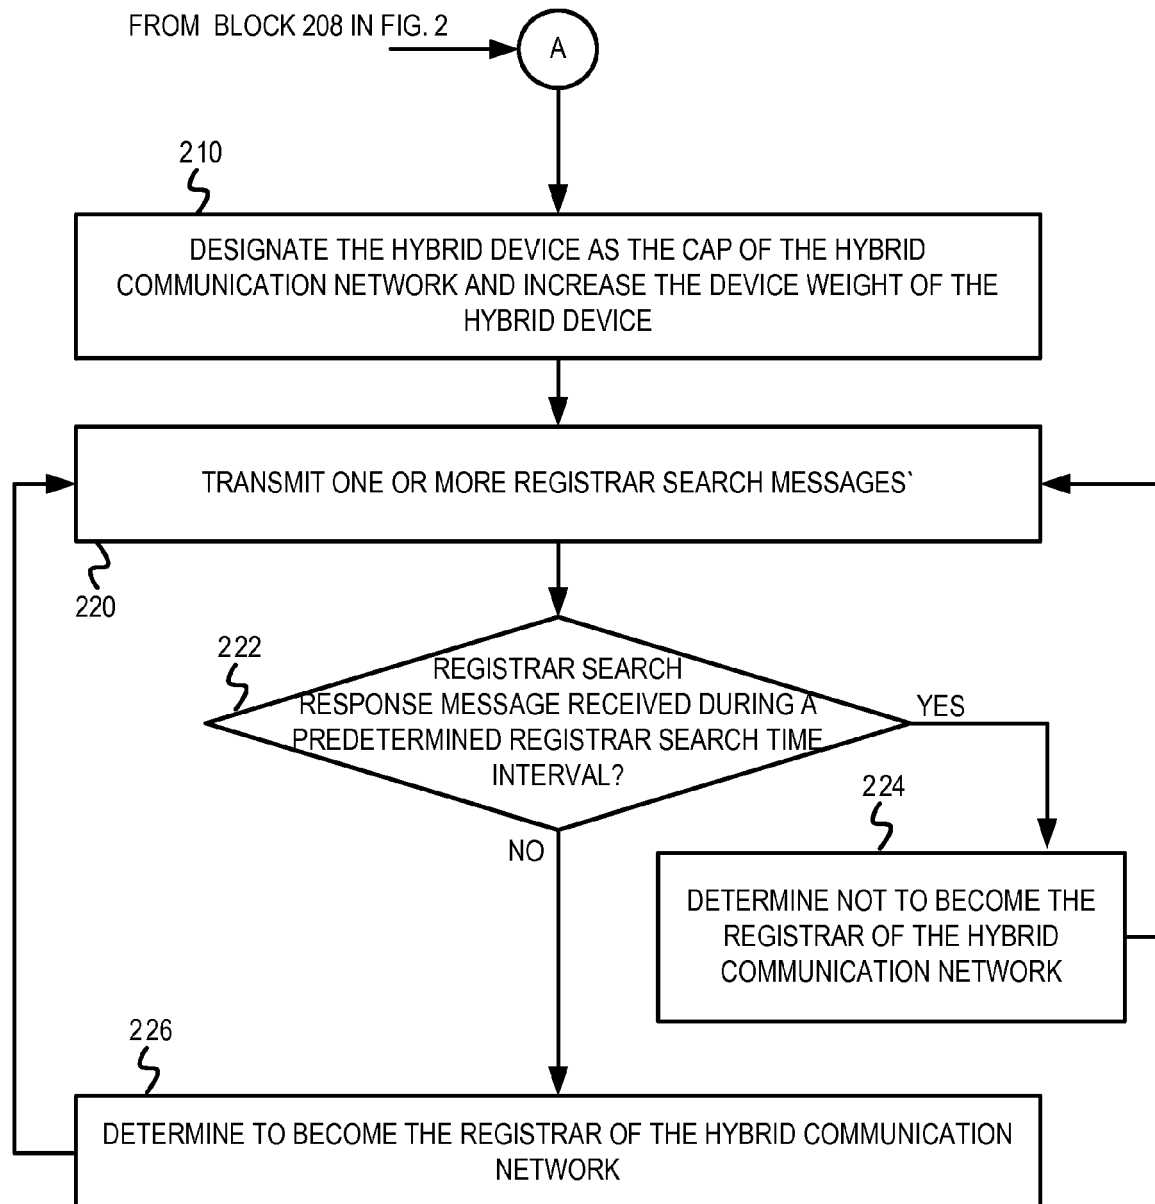 FROM BLOCK 208 IN FIG. 2
A
210
DESIGNATE THE HYBRID DEVICE AS THE CAP OF THE HYBRID
COMMUNICATION NETWORK AND INCREASE THE DEVICE WEIGHT OF THE
HYBRID DEVICE
TRANSMIT ONE OR MORE REGISTRAR SEARCH MESSAGES`
220
222
REGISTRAR SEARCH
RESPONSE MESSAGE RECEIVED DURING A
PREDETERMINED REGISTRAR SEARCH TIME
INTERVAL?
YES
NO
224
DETERMINE NOT TO BECOME THE
REGISTRAR OF THE HYBRID
COMMUNICATION NETWORK
226
DETERMINE TO BECOME THE REGISTRAR OF THE HYBRID COMMUNICATION
NETWORK